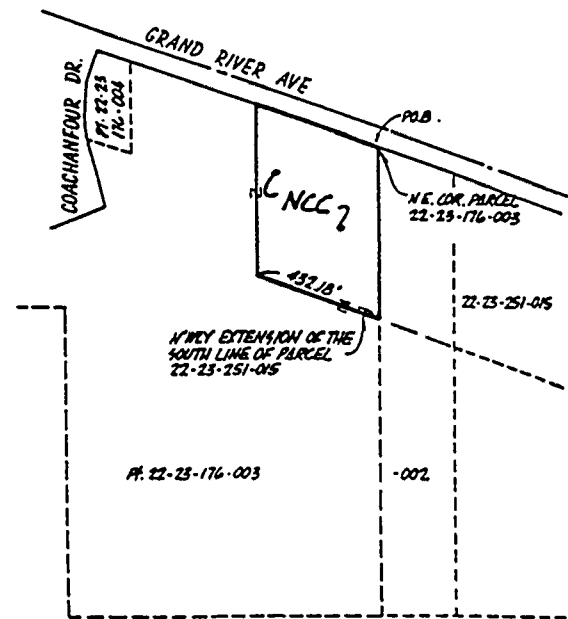 GRAND RIVER AVE
COACHANFOUR DR.
Pt. 22-23
176-004
P.O.B.
N.E. COR. PARCEL
22-23-176-003
NCC
432.18'
22-23-251-015
N'WLY EXTENSION OF THE
SOUTH LINE OF PARCEL
22-23-251-015
Pt. 22-23-176-003
-002